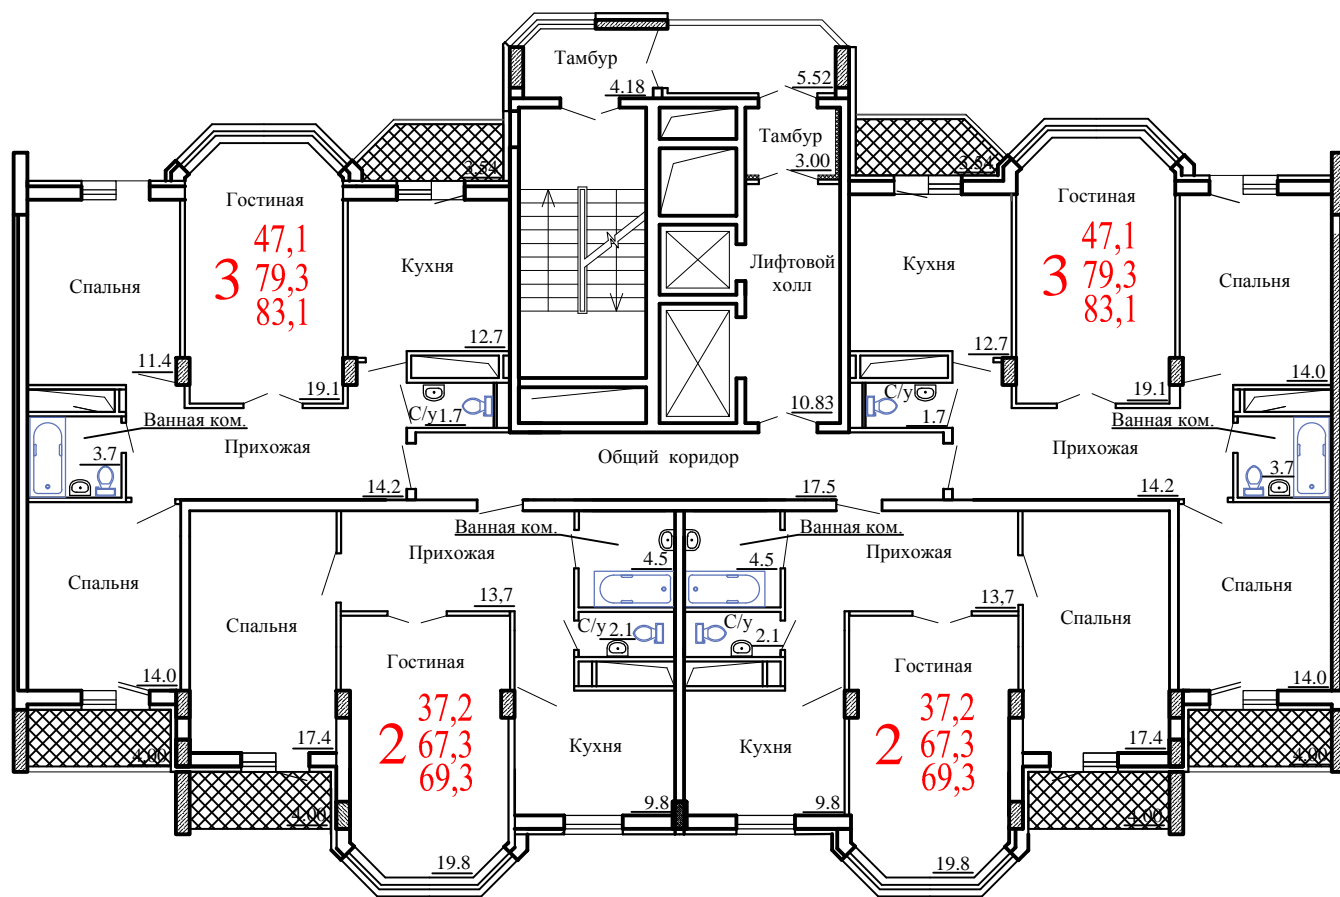 Тамбур
4.18
5.52
Тамбур
3.00
3.54
3.54
Гостиная
47,1
3 79,3
83,1
Спальня
Кухня
11.4
19.1
12.7
Лифтовой
холл
10.83
Кухня
12.7
Гостиная
47,1
3 79,3
83,1
19.1
Спальня
14.0
Ванная ком.
3.7
С/у
1.7
Прихожая
14.2
Общий коридор
17.5
С/у
1.7
Прихожая
14.2
Ванная ком.
3.7
Спальня
14.0
4.00
Спальня
17.4
4.00
Прихожая
13,7
Ванная ком.
4.5
С/у
2.1
Гостиная
37,2
2 67,3
69,3
19.8
Кухня
9.8
Ванная ком.
4.5
С/у
2.1
Прихожая
13,7
Кухня
9.8
Гостиная
37,2
2 67,3
69,3
19.8
Спальня
17.4
4.00
Спальня
14.0
4.00